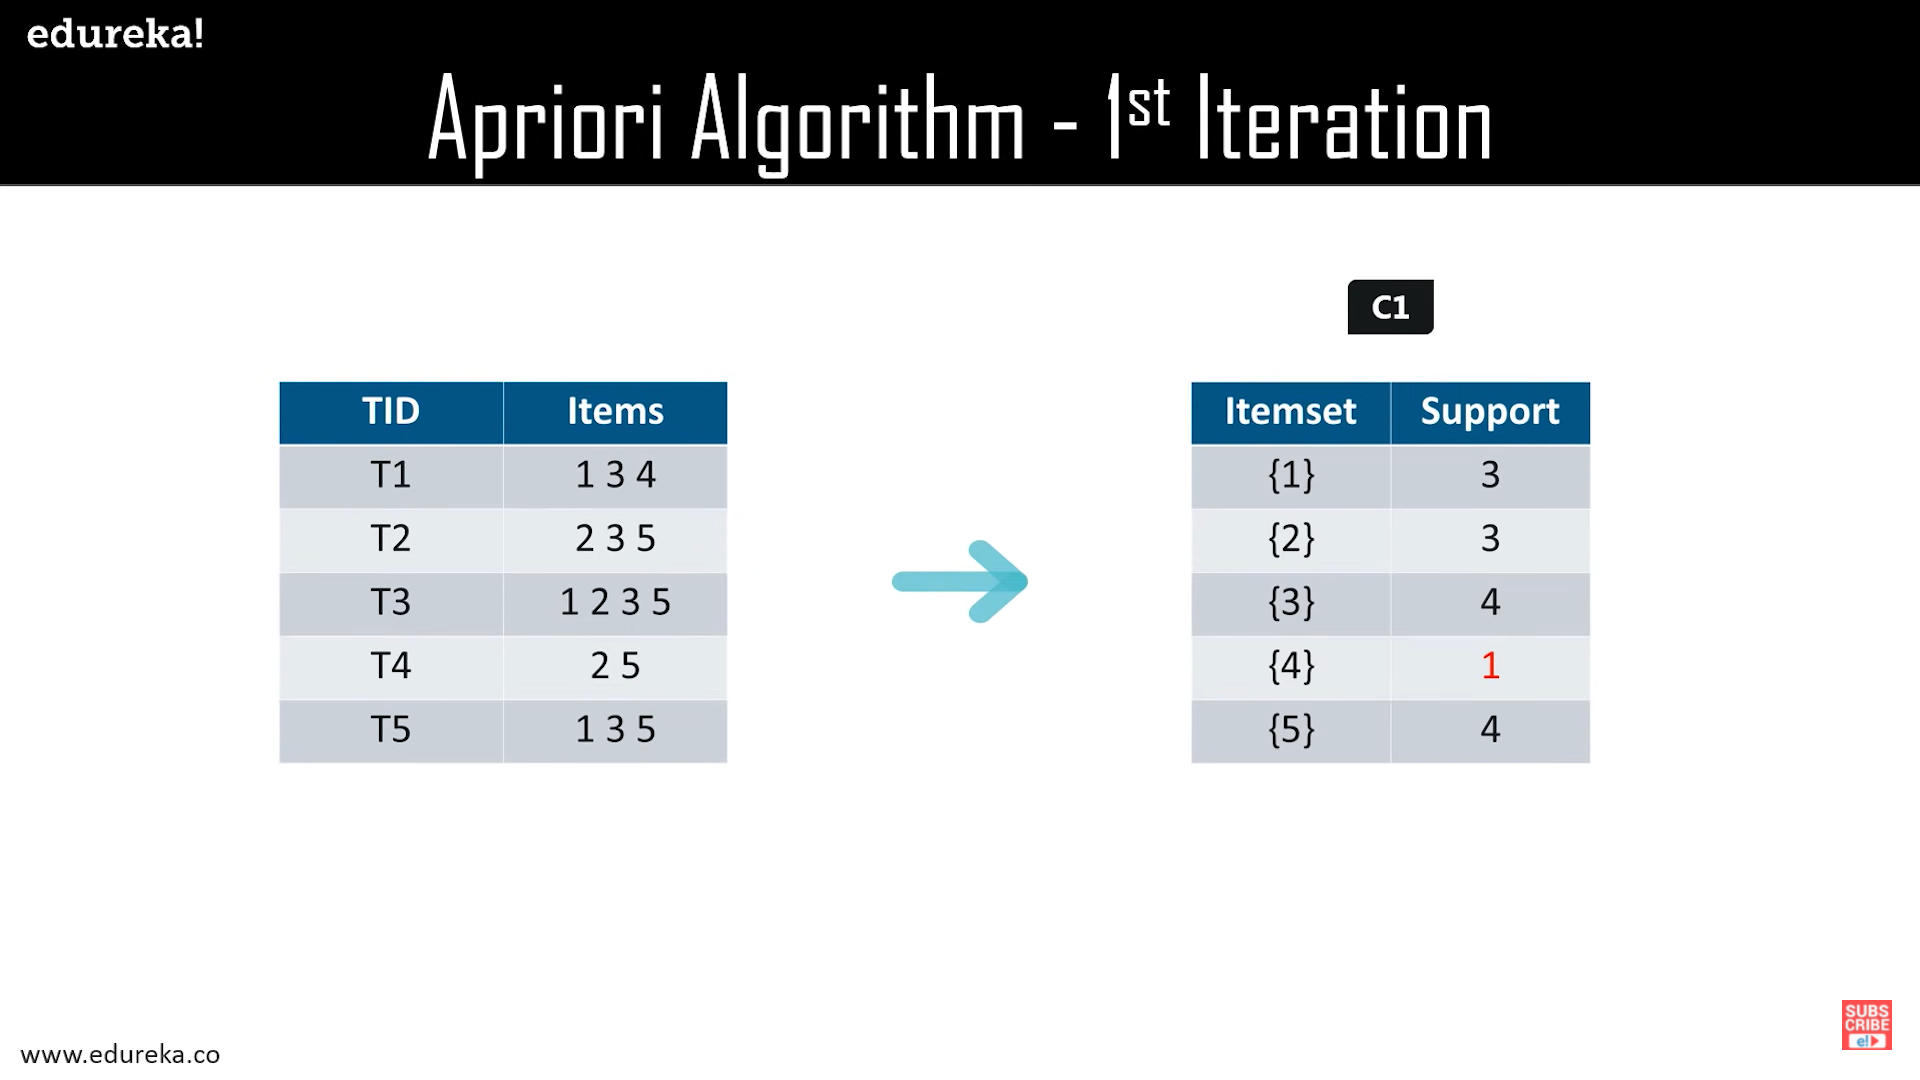 edureka!
Apriori Algorithm - 1st Iteration
C1
TID Items
T1 1 3 4
T2 2 3 5
T3 1 2 3 5
T4 2 5
T5 1 3 5
Itemset Support
{1} 3
{2} 3
{3} 4
{4} 1
{5} 4
www.edureka.co
SUBS
CRIBE
e!